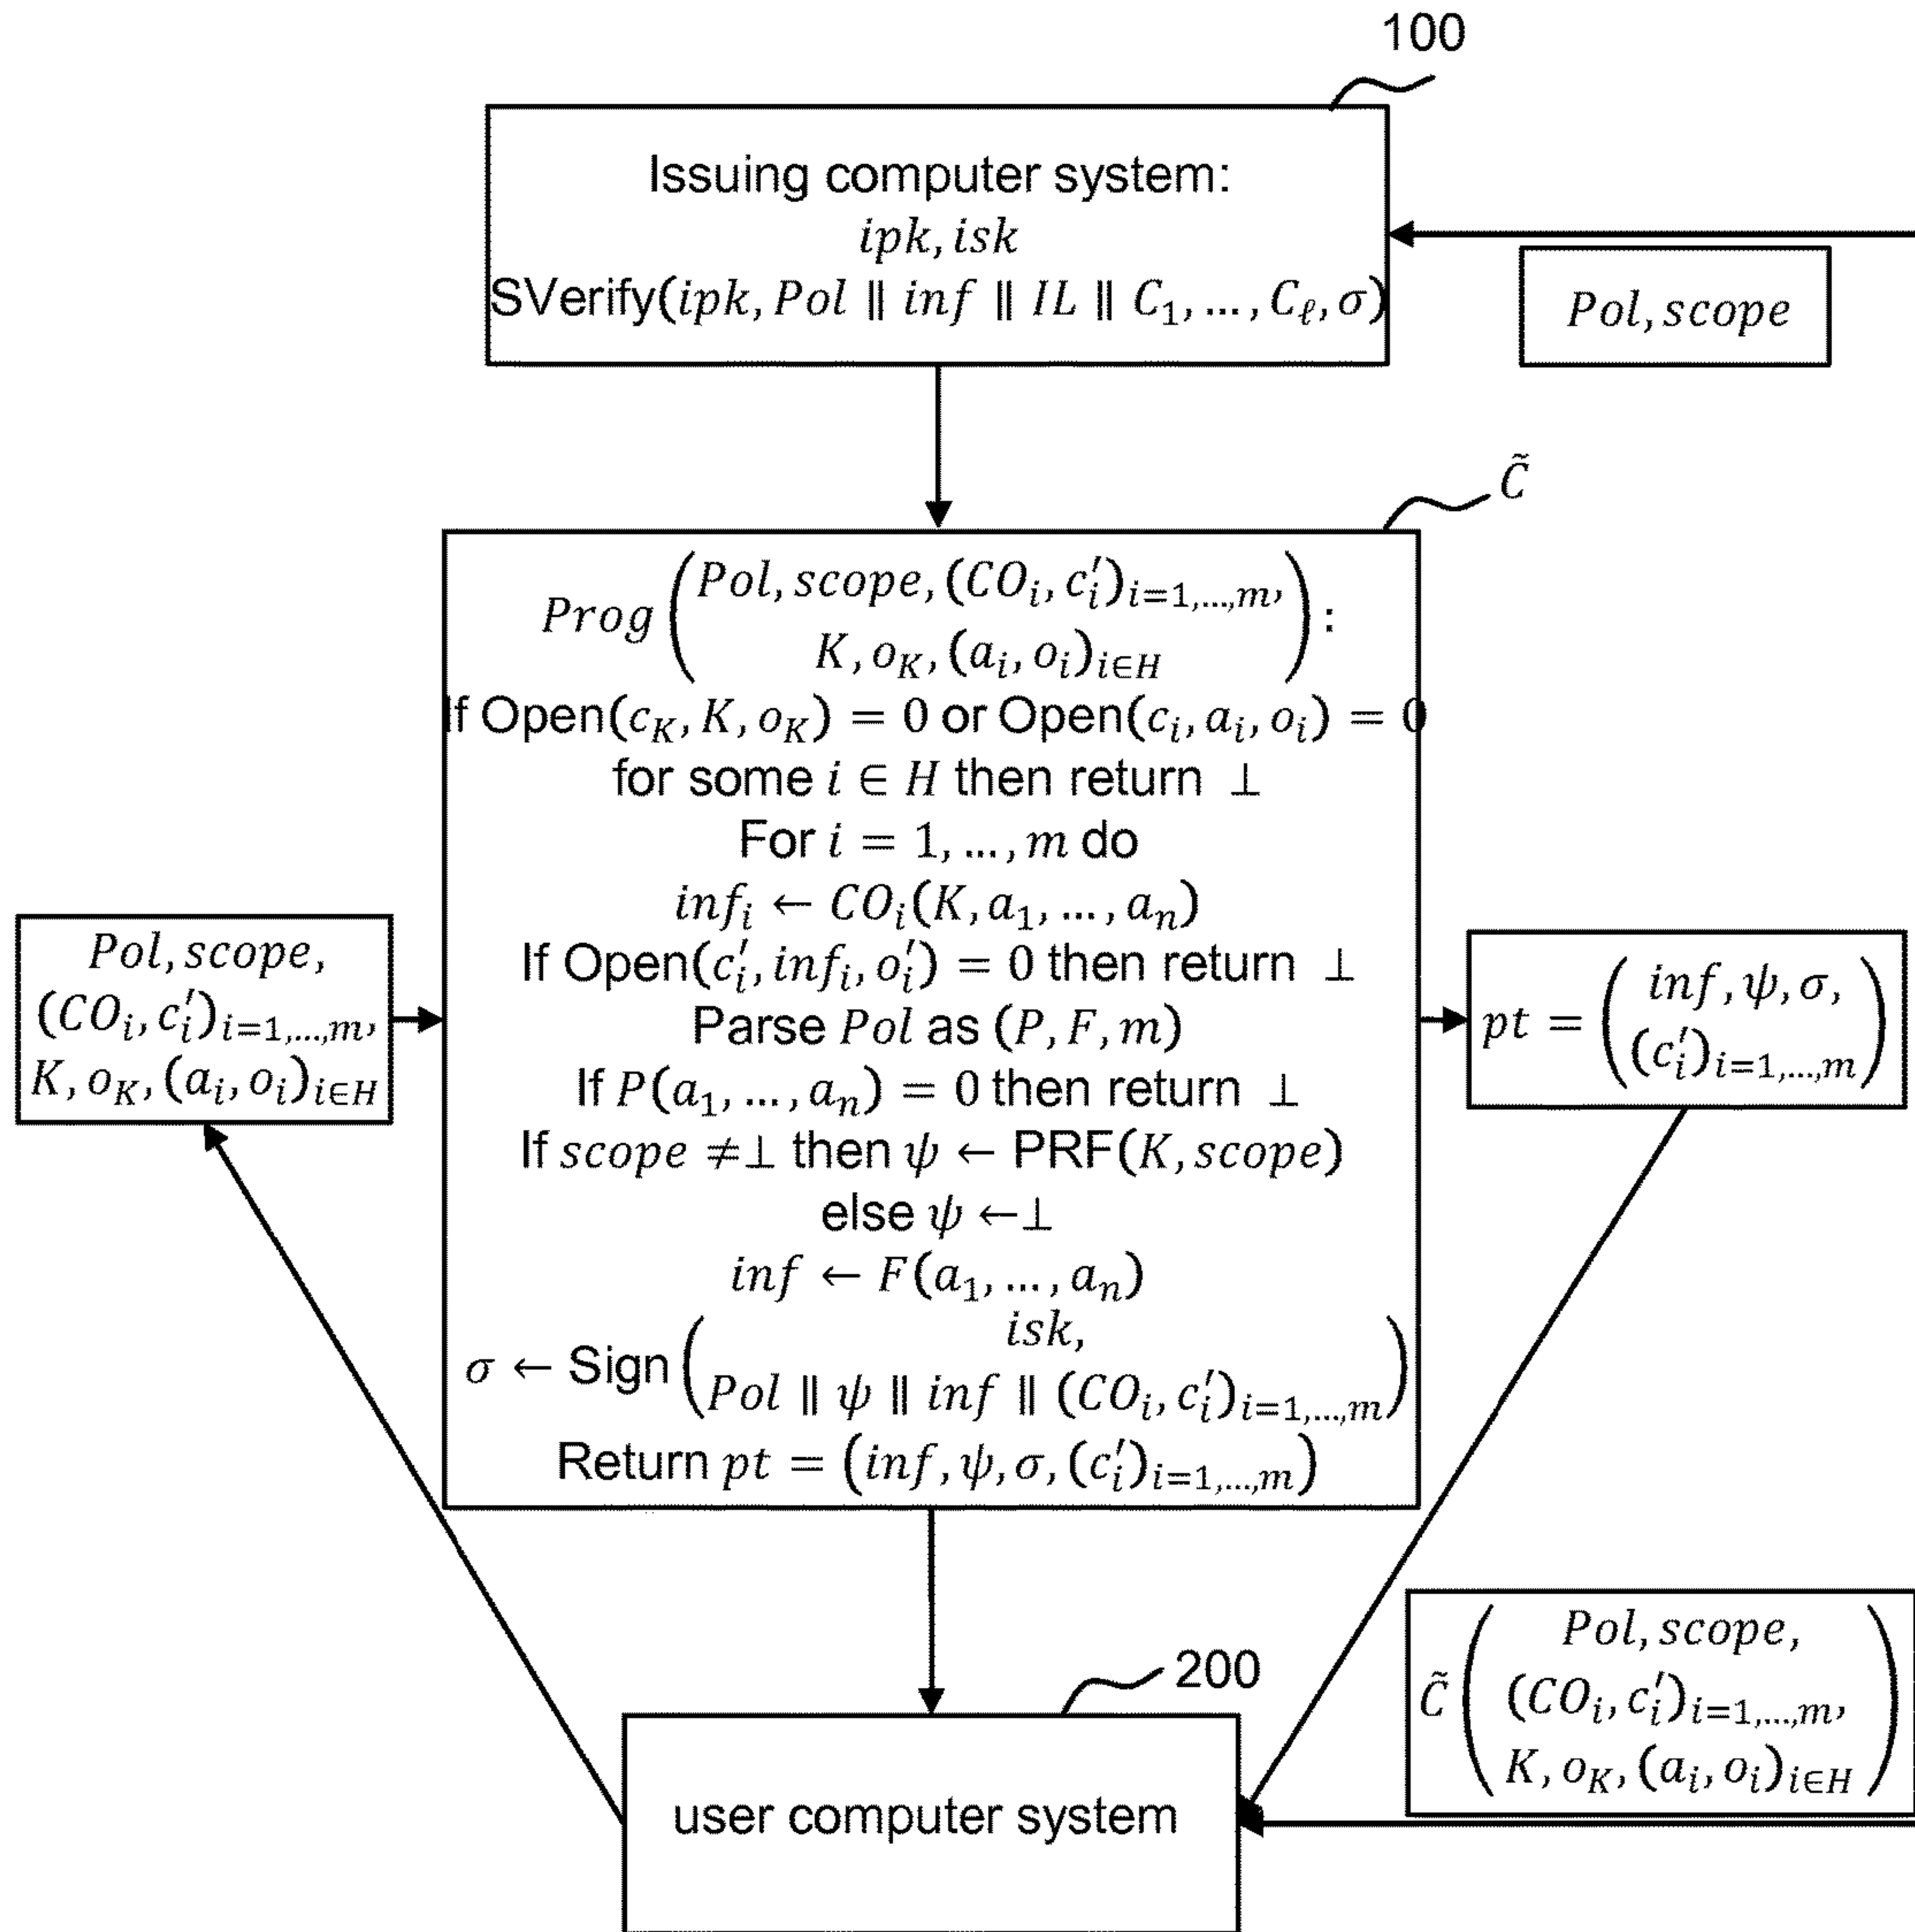 100
Issuing computer system:
ipk, isk
SVerify(ipk, Pol ∥ inf ∥ IL ∥ C₁, …, C_ℓ, σ)
Pol, scope
C̃
Prog(Pol, scope, (CO_i, c′_i)_{i=1,…,m},
K, o_K, (a_i, o_i)_{i∈H}) :
If Open(c_K, K, o_K) = 0 or Open(c_i, a_i, o_i) = 0
for some i ∈ H then return ⊥
For i = 1, …, m do
inf_i ← CO_i(K, a₁, …, a_n)
If Open(c′_i, inf_i, o′_i) = 0 then return ⊥
Parse Pol as (P, F, m)
If P(a₁, …, a_n) = 0 then return ⊥
If scope ≠⊥ then ψ ← PRF(K, scope)
else ψ ←⊥
inf ← F(a₁, …, a_n)
σ ← Sign(isk,
Pol ∥ ψ ∥ inf ∥ (CO_i, c′_i)_{i=1,…,m})
Return pt = (inf, ψ, σ, (c′_i)_{i=1,…,m})
Pol, scope,
(CO_i, c′_i)_{i=1,…,m},
K, o_K, (a_i, o_i)_{i∈H}
pt = (inf, ψ, σ,
(c′_i)_{i=1,…,m})
200
user computer system
C̃(Pol, scope,
(CO_i, c′_i)_{i=1,…,m},
K, o_K, (a_i, o_i)_{i∈H})